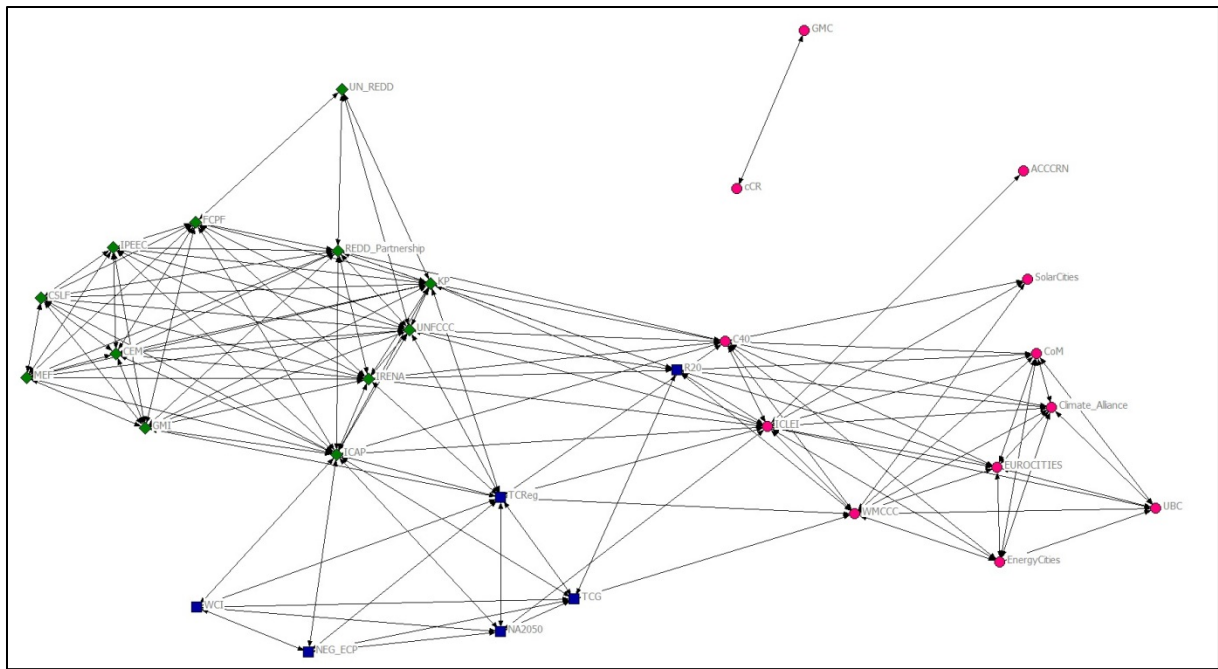 GMC
UN_REDD
ACCCRN
cCR
FCPF
IPEEC
REDD_Partnership
SolarCities
KP
CSLF
UNFCCC
C40
CEM
CoM
R20
MEF
IRENA
Climate_Alliance
GM1
ICLEI
ICAP
EUROCITIES
TCReg
UBC
WMCCC
EnergyCities
TCG
WCI
NA2050
NEG_ECP